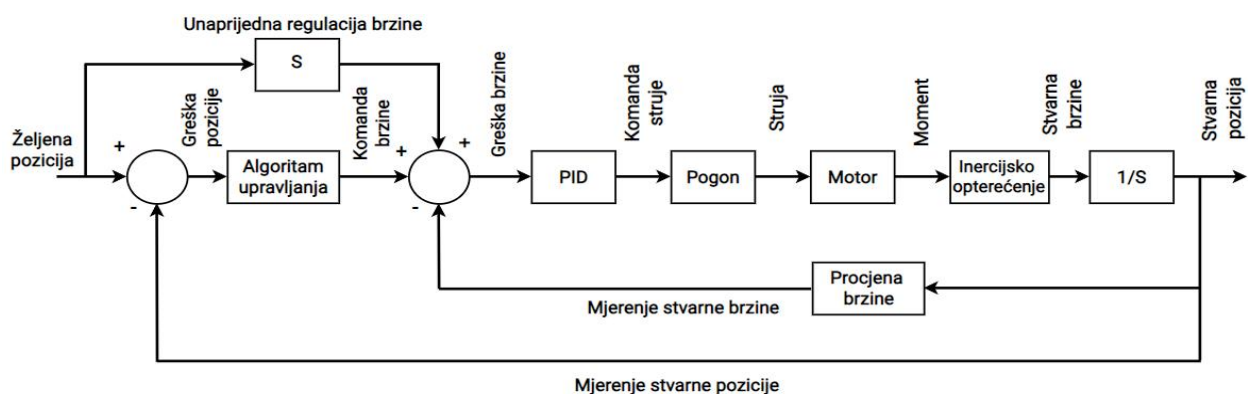 Unaprijedna regulacija brzine
S
Željena
pozicija
+
-
Greška
pozicije
Algoritam
upravljanja
Komanda
brzine
+
+
-
Greška brzine
PID
Komanda
struje
Pogon
Struja
Motor
Moment
Inercijsko
opterećenje
Stvarna
brzine
1/S
Stvarna
pozicija
Procjena
brzine
Mjerenje stvarne brzine
Mjerenje stvarne pozicije